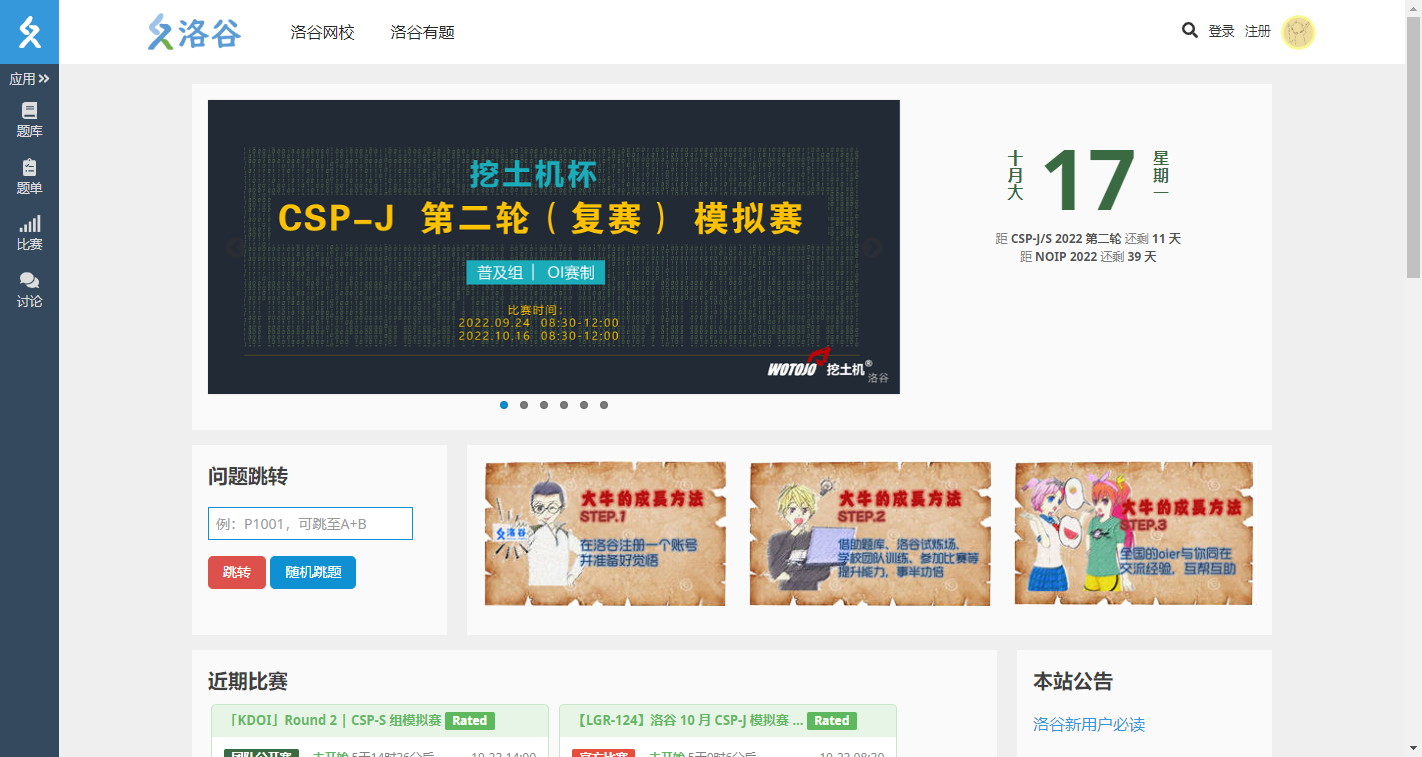 洛谷
洛谷网校
洛谷有题
登录
注册
应用
题库
题单
比赛
讨论
挖土机杯
CSP-J 第二轮（复赛） 模拟赛
普及组 | OI赛制
比赛时间：
2022.09.24 08:30-12:00
2022.10.16 08:30-12:00
WOTOJO 挖土机®
洛谷
十月大
17
星期一
距 CSP-J/S 2022 第二轮 还剩 11 天
距 NOIP 2022 还剩 39 天
问题跳转
例：P1001，可跳至A+B
跳转
随机跳题
大牛的成長方法
STEP.1
洛谷
在洛谷注册一个账号
并准备好觉悟
大牛的成長方法
STEP.2
借助题库、洛谷试炼场、
学校团队训练、参加比赛等
提升能力，事半功倍
大牛的成長方法
STEP.3
全国的oier与你同在
交流经验，互帮互助
近期比赛
「KDOI」Round 2 | CSP-S 组模拟赛 Rated
【LGR-124】洛谷 10 月 CSP-J 模拟赛 ... Rated
本站公告
洛谷新用户必读